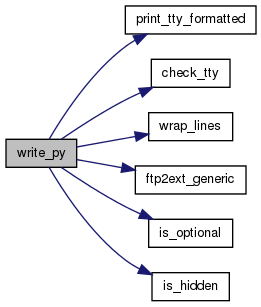 print_tty_formatted
check_tty
wrap_lines
write_py
ftp2ext_generic
is_optional
is_hidden